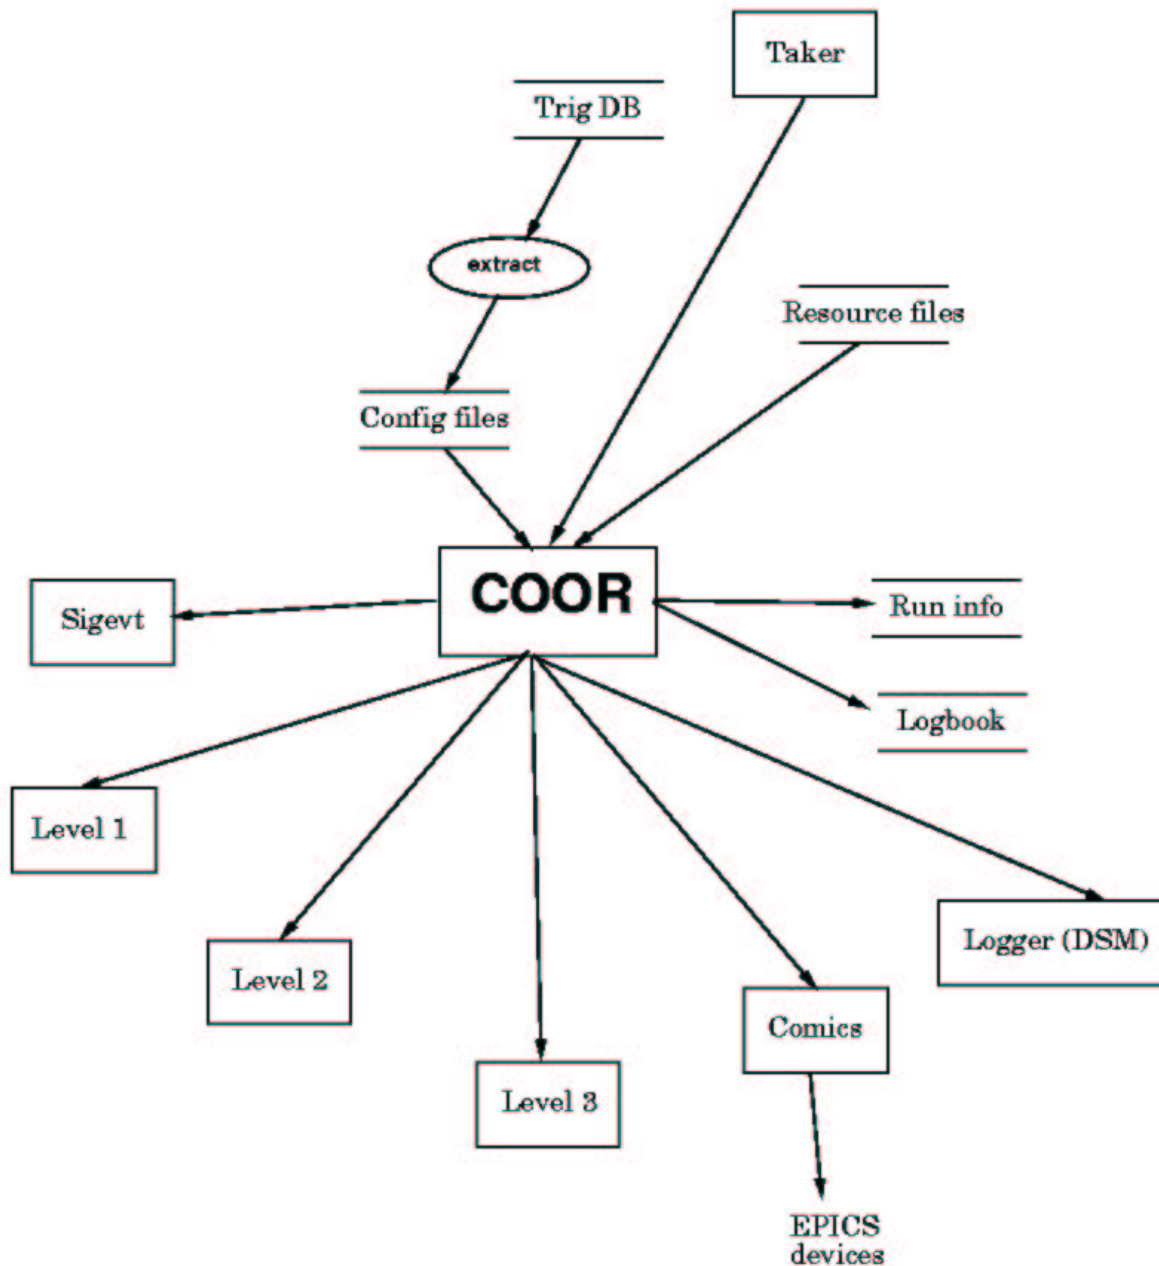 Taker
Trig DB
extract
Resource files
Config files
COOR
Sigevt
Run info
Logbook
Level 1
Level 2
Logger (DSM)
Comics
Level 3
EPICS
devices